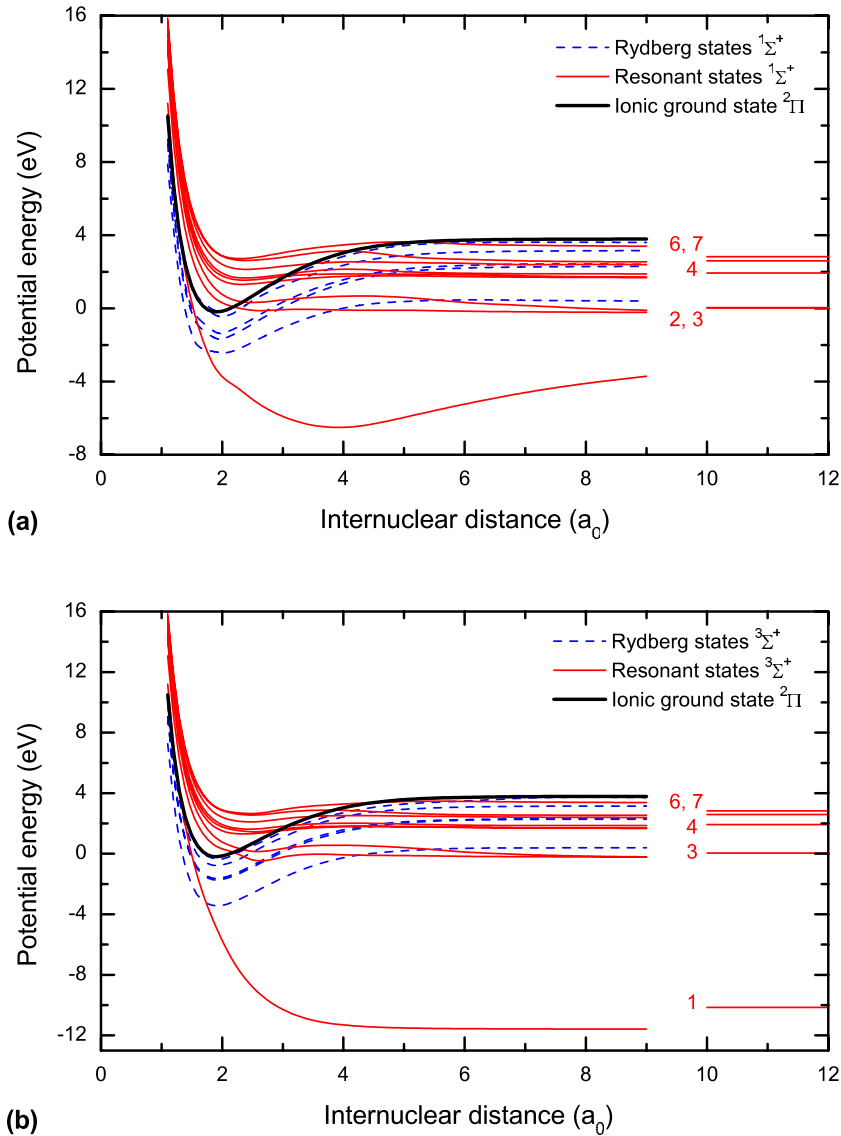 16
12
8
4
0
-4
-8
Potential energy (eV)
Rydberg states ¹Σ⁺
Resonant states ¹Σ⁺
Ionic ground state ²Π
6, 7
4
2, 3
0 2 4 6 8 10 12
(a)
Internuclear distance (a₀)
16
12
8
4
0
-4
-8
-12
Potential energy (eV)
Rydberg states ³Σ⁺
Resonant states ³Σ⁺
Ionic ground state ²Π
6, 7
4
3
1
0 2 4 6 8 10 12
(b)
Internuclear distance (a₀)